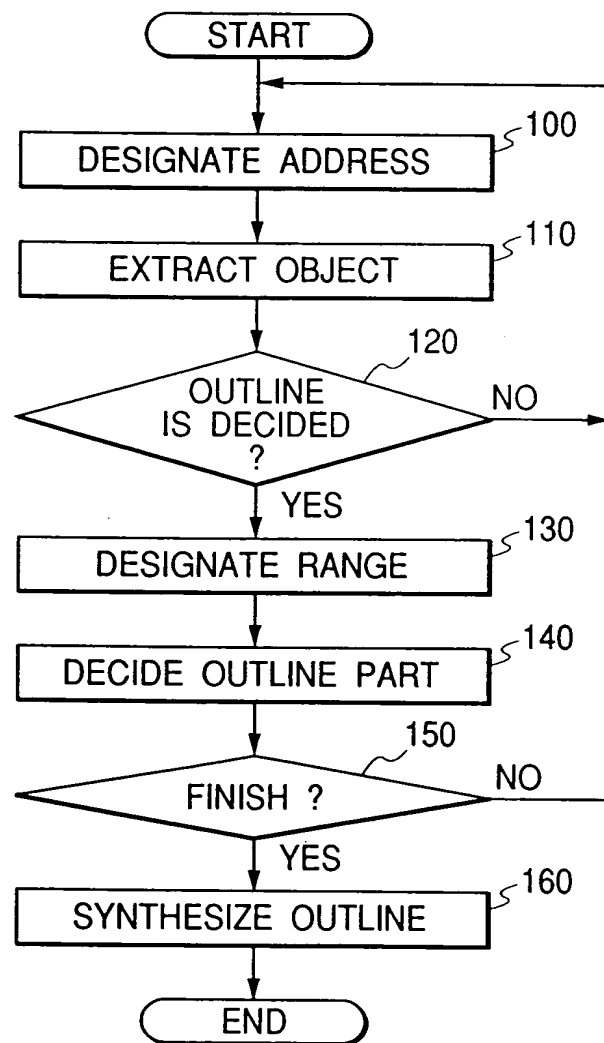 START
100
DESIGNATE ADDRESS
110
EXTRACT OBJECT
120
OUTLINE
IS DECIDED
?
NO
YES
130
DESIGNATE RANGE
140
DECIDE OUTLINE PART
150
FINISH ?
NO
YES
160
SYNTHESIZE OUTLINE
END